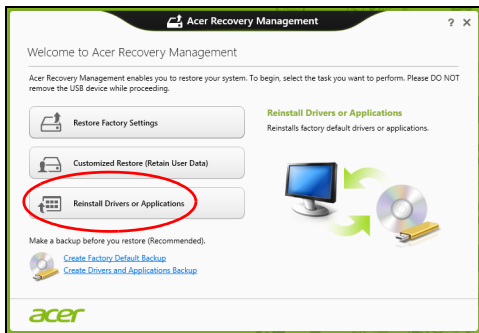 Acer Recovery Management
? ×
Welcome to Acer Recovery Management
Acer Recovery Management enables you to restore your system. To begin, select the task you want to perform. Please DO NOT
remove the USB device while proceeding.
Restore Factory Settings
Customized Restore (Retain User Data)
Reinstall Drivers or Applications
Reinstall Drivers or Applications
Reinstalls factory default drivers or applications.
Make a backup before you restore (Recommended).
Create Factory Default Backup
Create Drivers and Applications Backup
acer